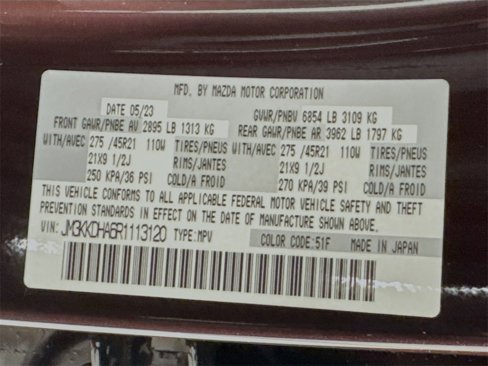 MFD. BY MAZDA MOTOR CORPORATION
DATE 05/23 GVWR/PNBV 6854 LB 3109 KG
FRONT GAWR/PNBE AV 2895 LB 1313 KG REAR GAWR/PNBE AR 3962 LB 1797 KG
WITH/AVEC 275 /45R21 110W TIRES/PNEUS WITH/AVEC 275 /45R21 110W TIRES/PNEUS
21X9 1/2J RIMS/JANTES 21X9 1/2J RIMS/JANTES
250 KPA/36 PSI COLD/A FROID 270 KPA/39 PSI COLD/A FROID
THIS VEHICLE CONFORMS TO ALL APPLICABLE FEDERAL MOTOR VEHICLE SAFETY AND THEFT
PREVENTION STANDARDS IN EFFECT ON THE DATE OF MANUFACTURE SHOWN ABOVE.
VIN: JM3KKDHA6R1113120 TYPE:MPV COLOR CODE:51F MADE IN JAPAN